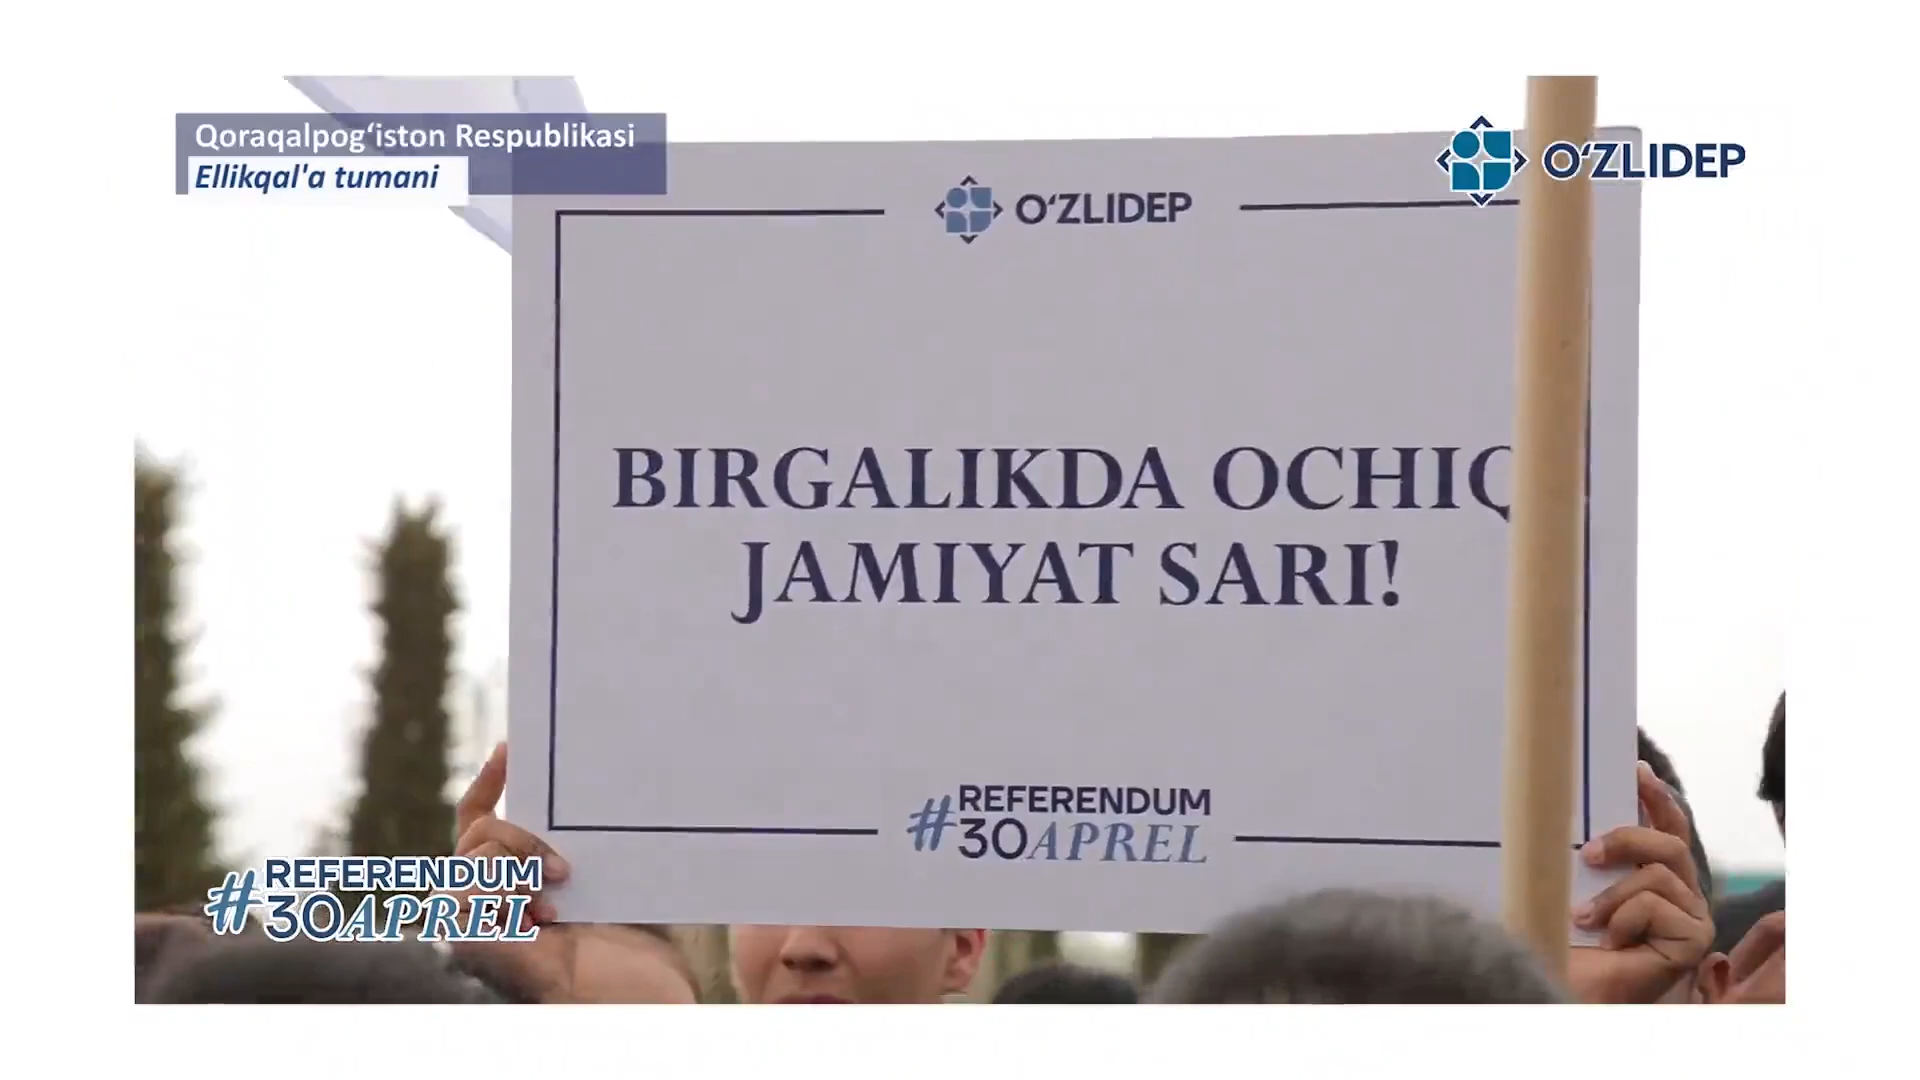 Qoraqalpog‘iston Respublikasi
Ellikqal'a tumani
O‘ZLIDEP
O‘ZLIDEP
BIRGALIKDA OCHIQ
JAMIYAT SARI!
#REFERENDUM
30APREL
#REFERENDUM
30APREL